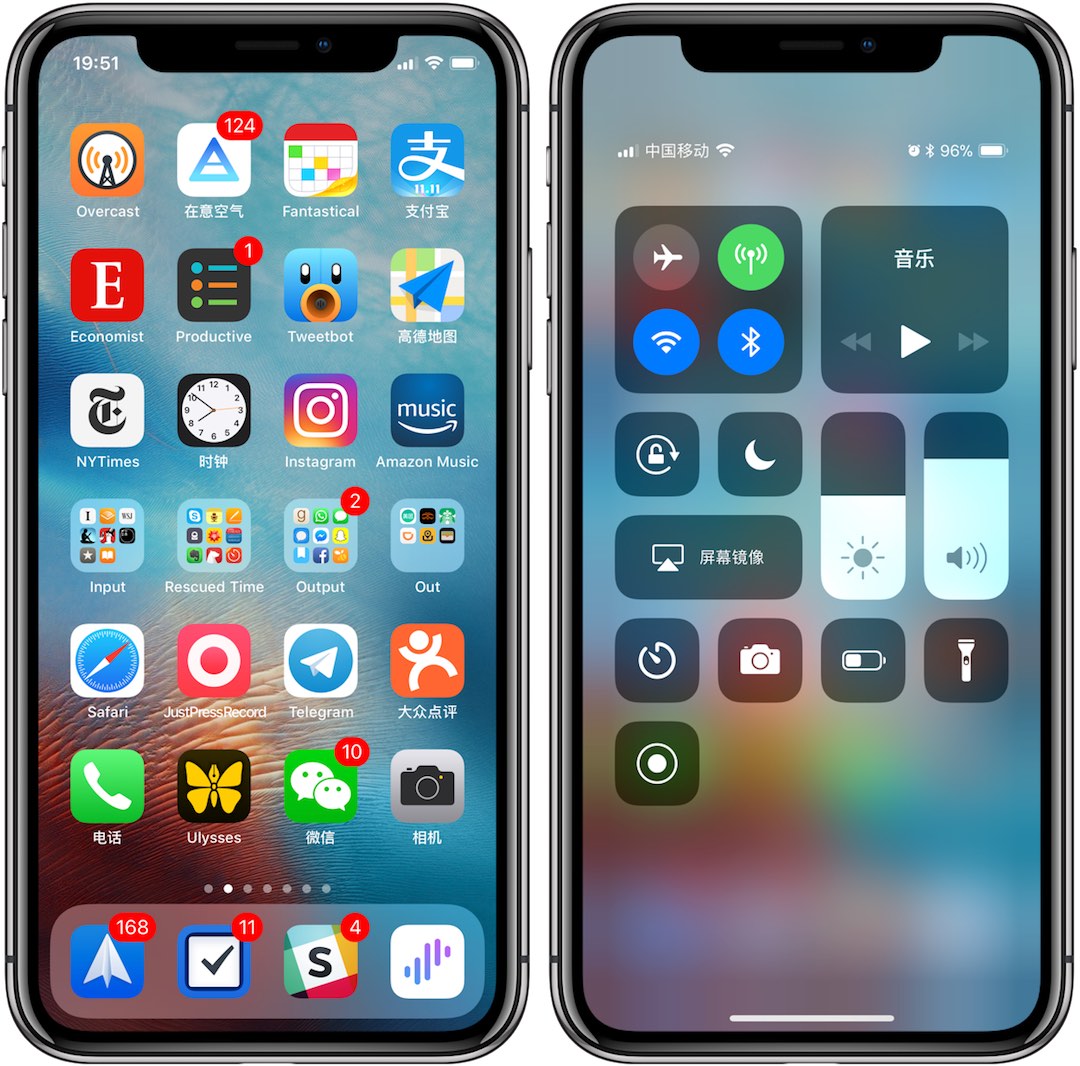 19:51
124
11.11
Overcast
在意空气
Fantastical
支付宝
1
E
Economist
Productive
Tweetbot
高德地图
music
NYTimes
时钟
Instagram
Amazon Music
2
Input
Rescued Time
Output
Out
Safari
JustPressRecord
Telegram
大众点评
10
电话
Ulysses
微信
相机
168
11
4
S
中国移动
96%
音乐
屏幕镜像